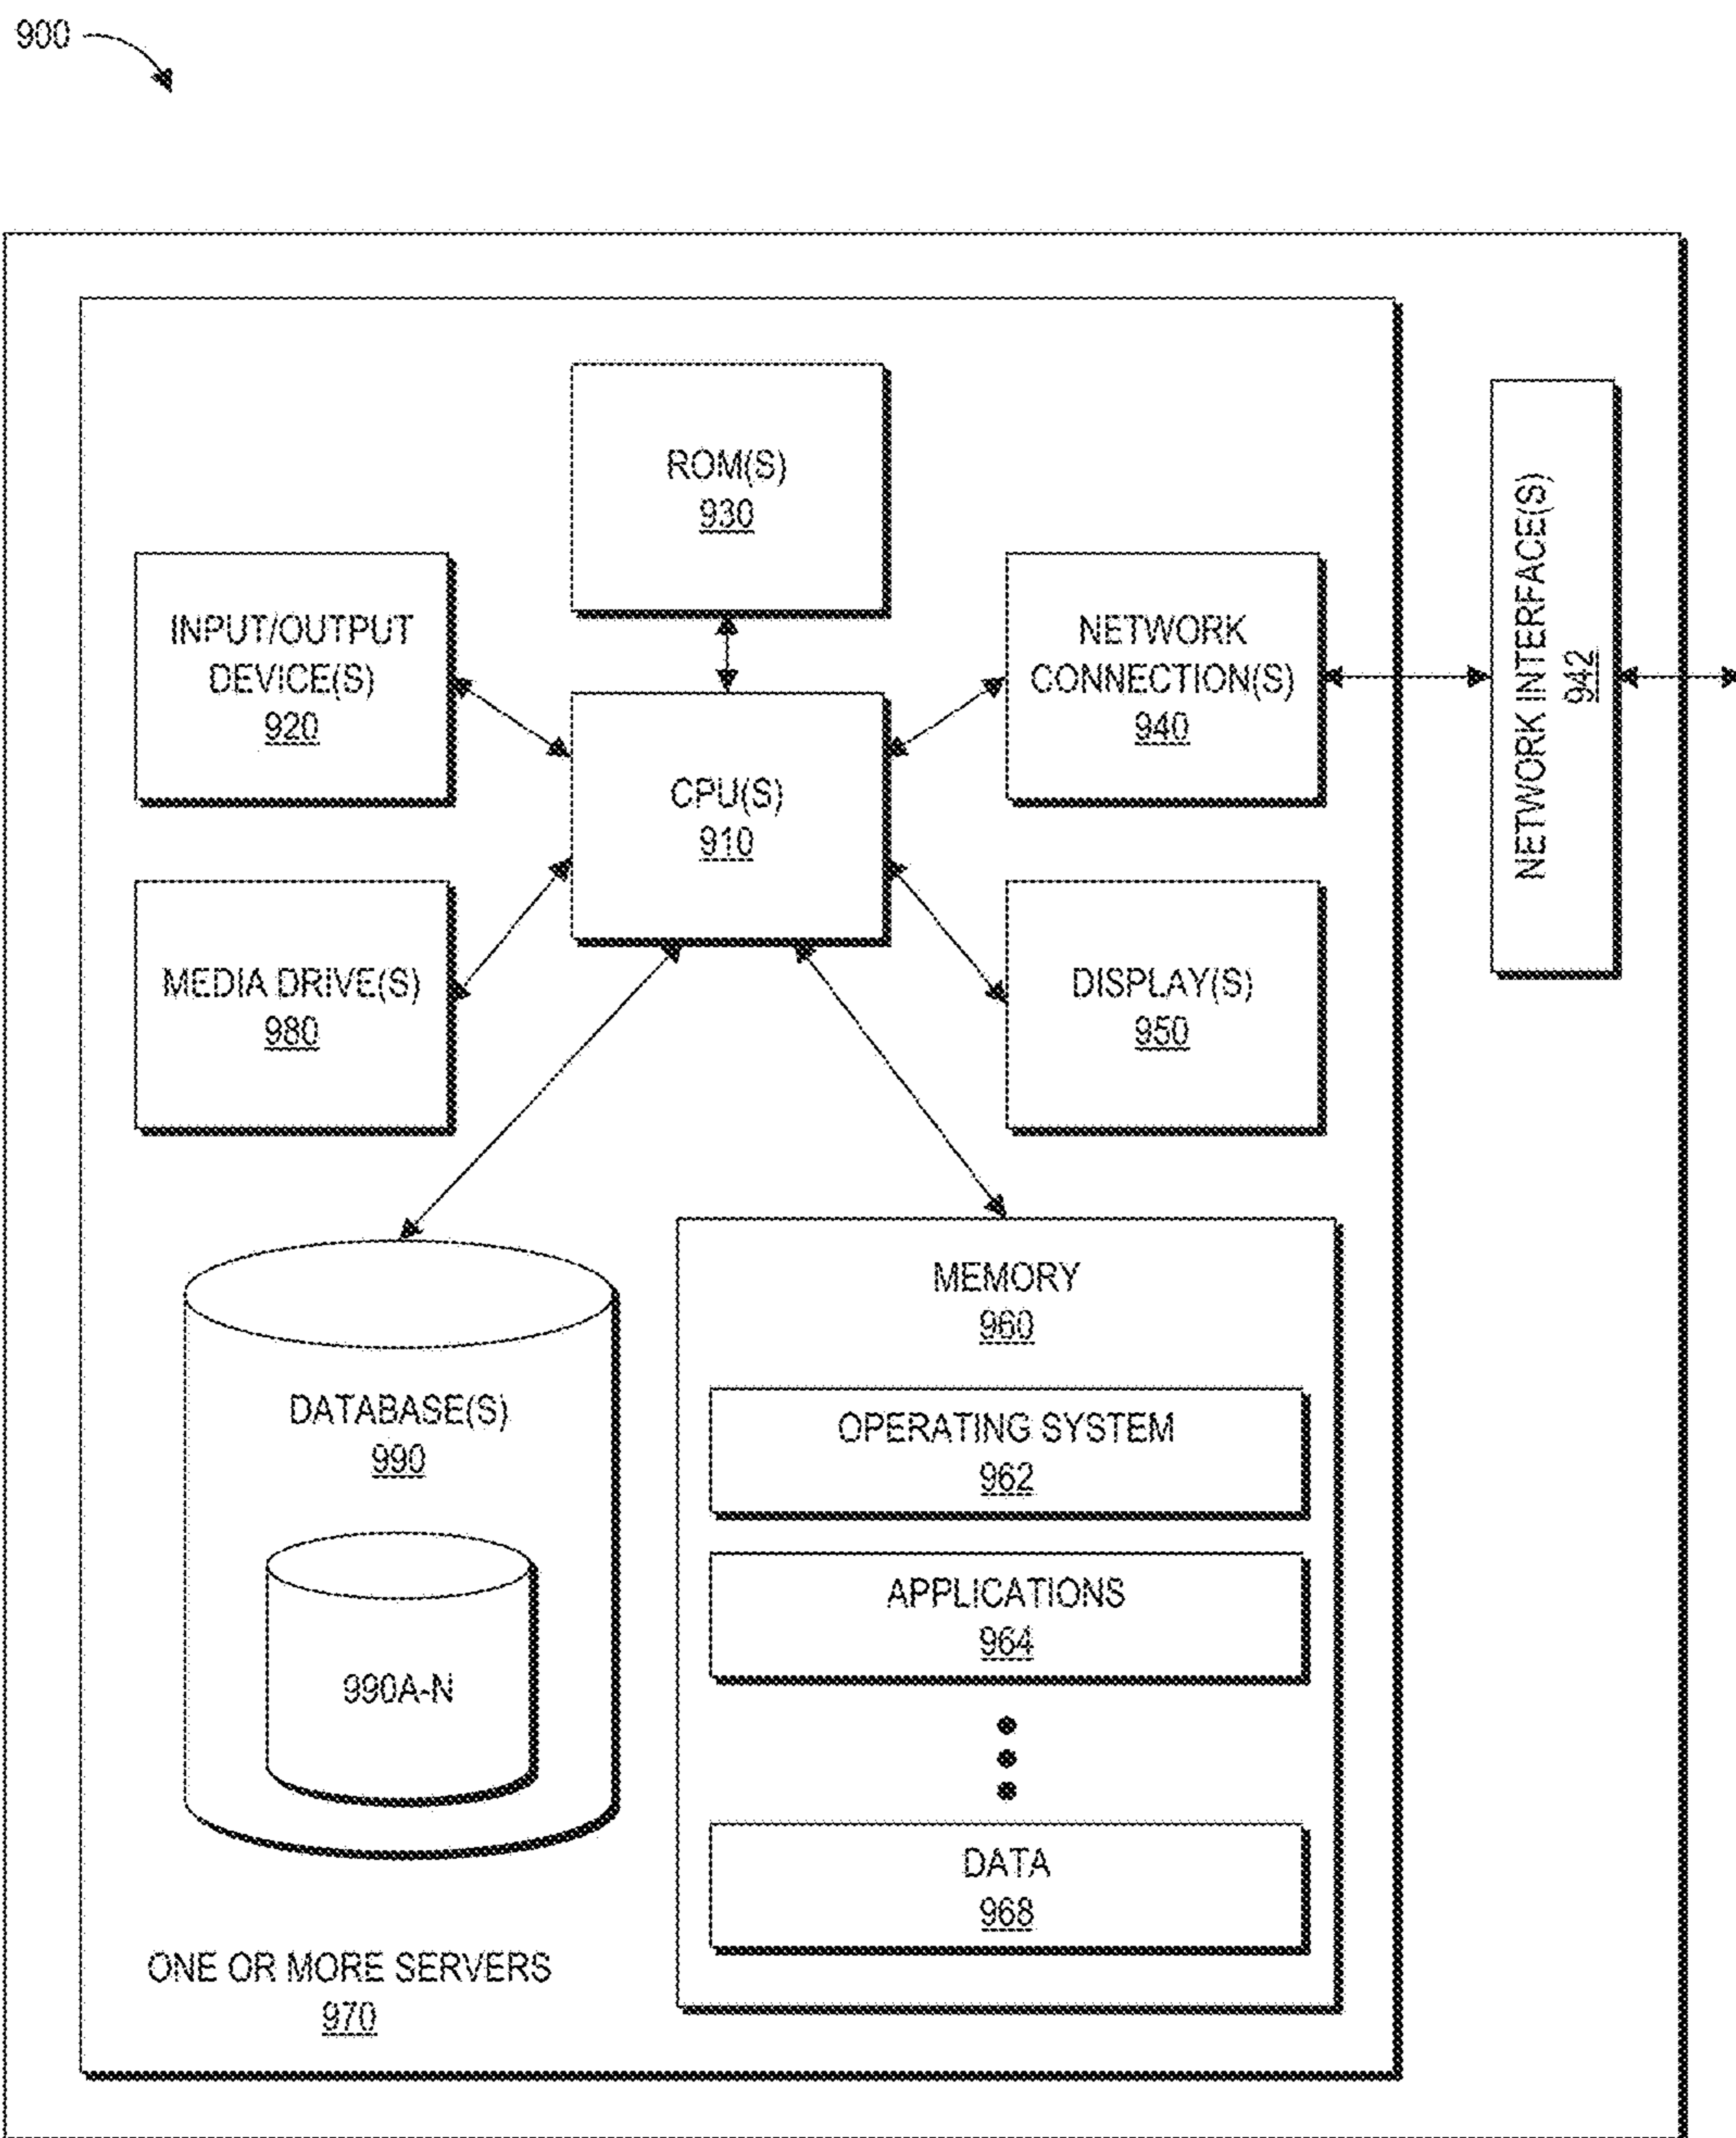 900
ROM(S)
930
INPUT/OUTPUT
DEVICE(S)
920
NETWORK
CONNECTION(S)
940
NETWORK INTERFACE(S)
942
CPU(S)
910
MEDIA DRIVE(S)
980
DISPLAY(S)
950
DATABASE(S)
990
990A-N
MEMORY
960
OPERATING SYSTEM
962
APPLICATIONS
964
DATA
968
ONE OR MORE SERVERS
970